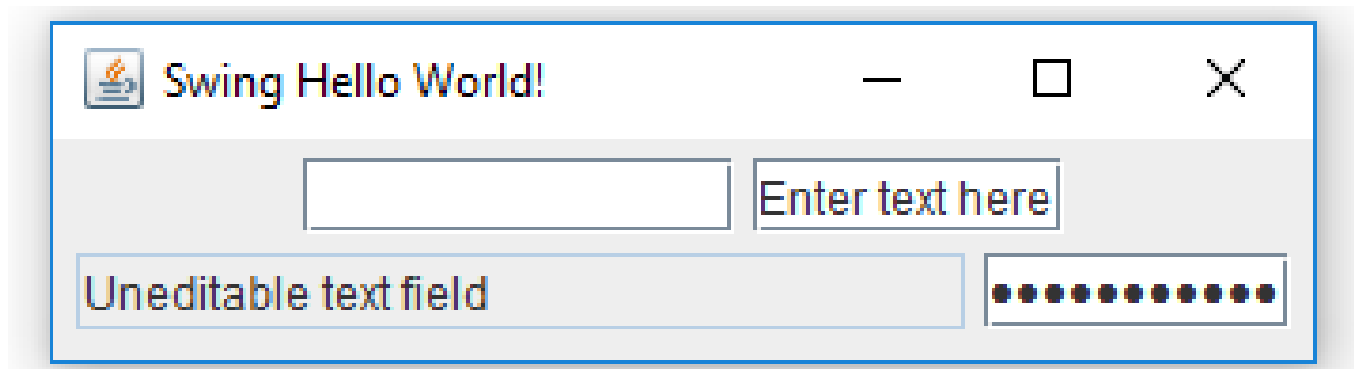 Swing Hello World!
Enter text here
Uneditable text field
•••••••••••